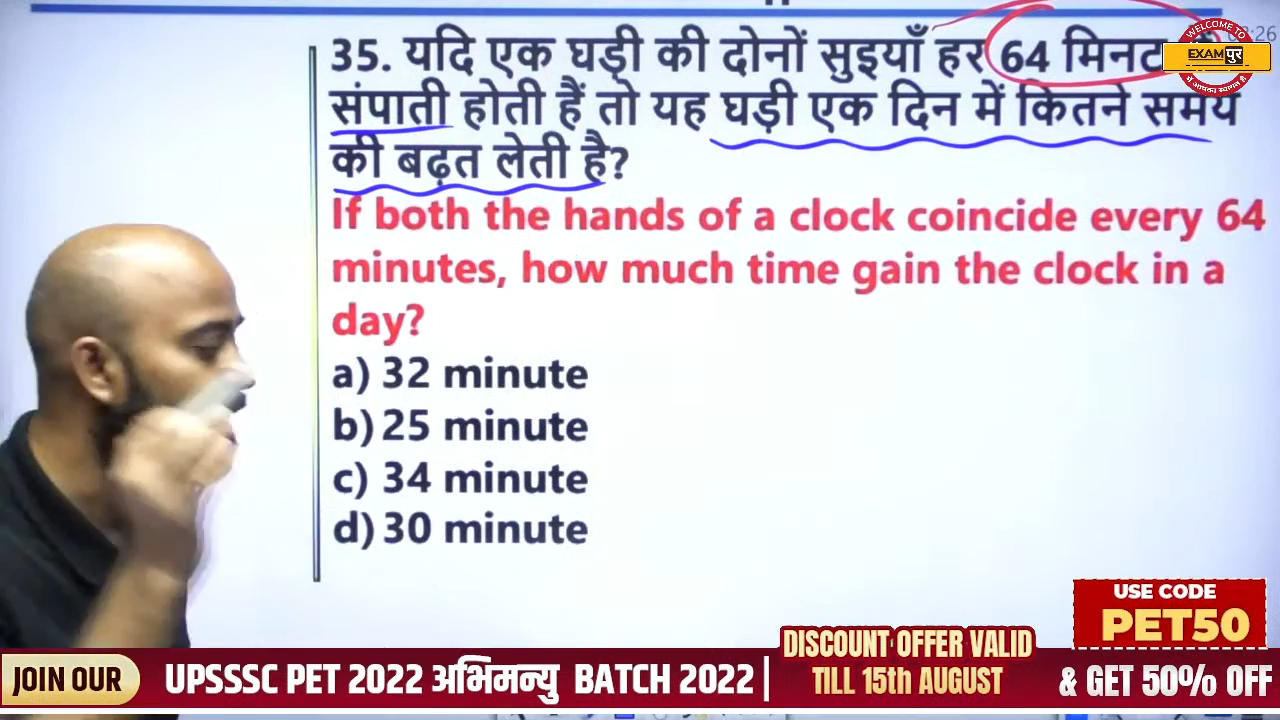 35. यदि एक घड़ी की दोनों सुइयाँ हर 64 मिनट
संपाती होती हैं तो यह घड़ी एक दिन में कितने समय
की बढ़त लेती है?
If both the hands of a clock coincide every 64
minutes, how much time gain the clock in a
day?
a) 32 minute
b) 25 minute
c) 34 minute
d) 30 minute
WELCOME TO
EXAM पुर
USE CODE
PET50
DISCOUNT OFFER VALID
TILL 15th AUGUST
& GET 50% OFF
JOIN OUR
UPSSSC PET 2022 अभिमन्यु BATCH 2022